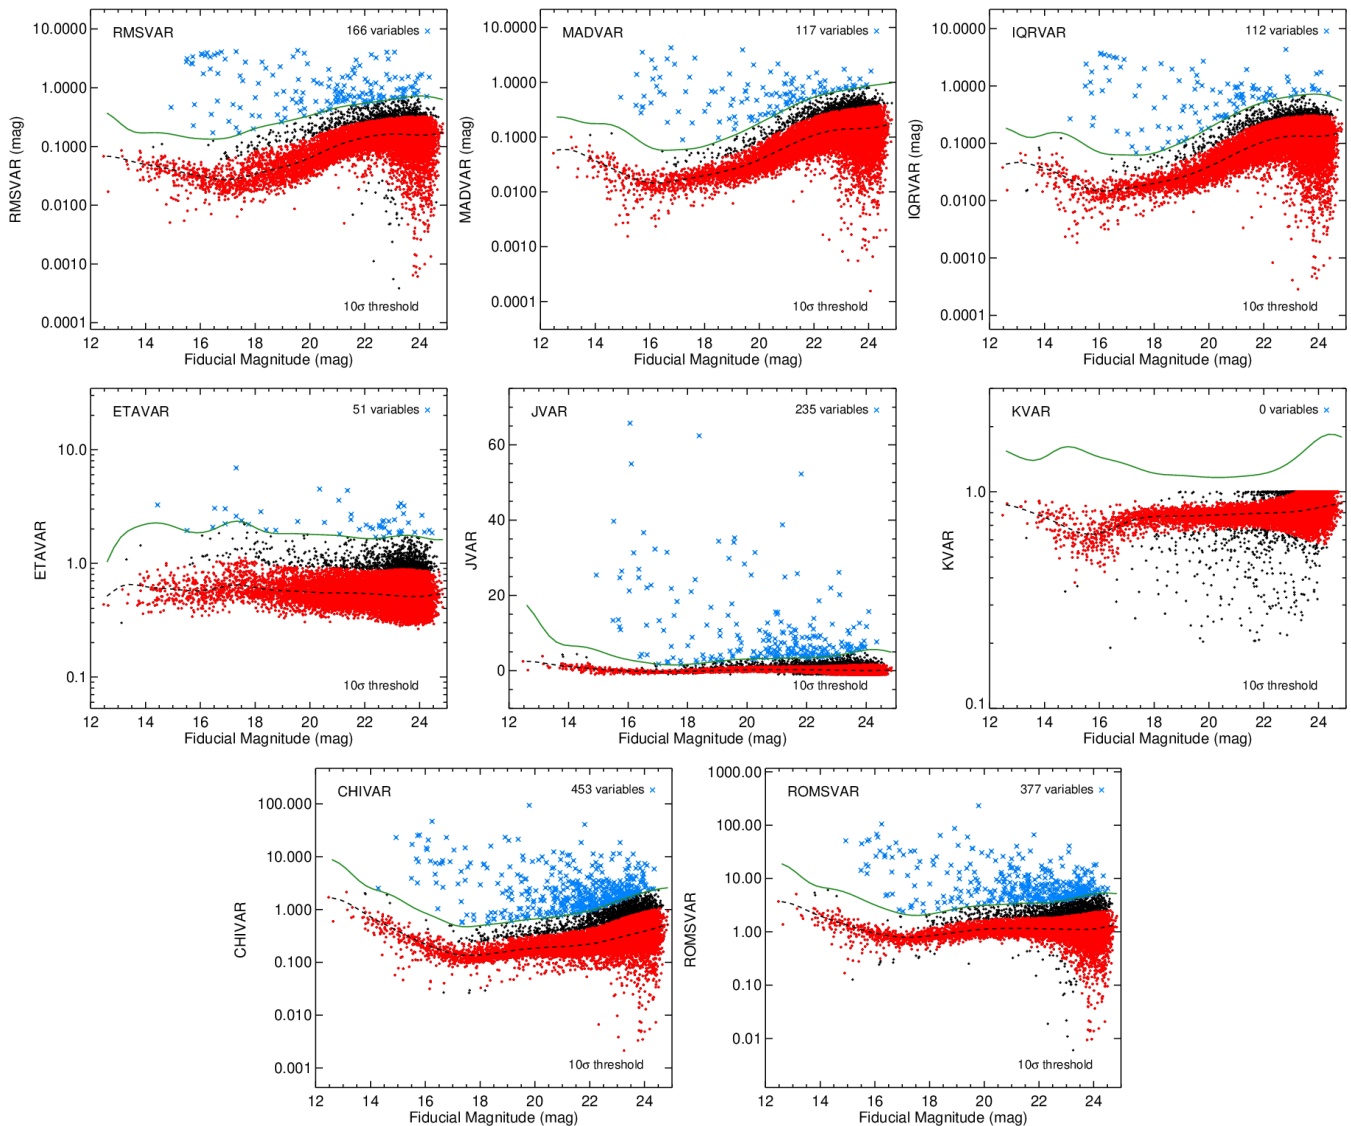 RMSVAR
166 variables ×
10.0000
1.0000
0.1000
0.0100
0.0010
0.0001
RMSVAR (mag)
10σ threshold
12 14 16 18 20 22 24
Fiducial Magnitude (mag)
MADVAR
117 variables ×
10.0000
1.0000
0.1000
0.0100
0.0010
0.0001
MADVAR (mag)
10σ threshold
12 14 16 18 20 22 24
Fiducial Magnitude (mag)
IQRVAR
112 variables ×
10.0000
1.0000
0.1000
0.0100
0.0010
0.0001
IQRVAR (mag)
10σ threshold
12 14 16 18 20 22 24
Fiducial Magnitude (mag)
ETAVAR
51 variables ×
10.0
1.0
0.1
ETAVAR
10σ threshold
12 14 16 18 20 22 24
Fiducial Magnitude (mag)
JVAR
235 variables ×
60
40
20
0
JVAR
10σ threshold
12 14 16 18 20 22 24
Fiducial Magnitude (mag)
KVAR
0 variables ×
1.0
0.1
KVAR
10σ threshold
12 14 16 18 20 22 24
Fiducial Magnitude (mag)
CHIVAR
453 variables ×
100.000
10.000
1.000
0.100
0.010
0.001
CHIVAR
10σ threshold
12 14 16 18 20 22 24
Fiducial Magnitude (mag)
ROMSVAR
377 variables ×
1000.00
100.00
10.00
1.00
0.10
0.01
ROMSVAR
10σ threshold
12 14 16 18 20 22 24
Fiducial Magnitude (mag)